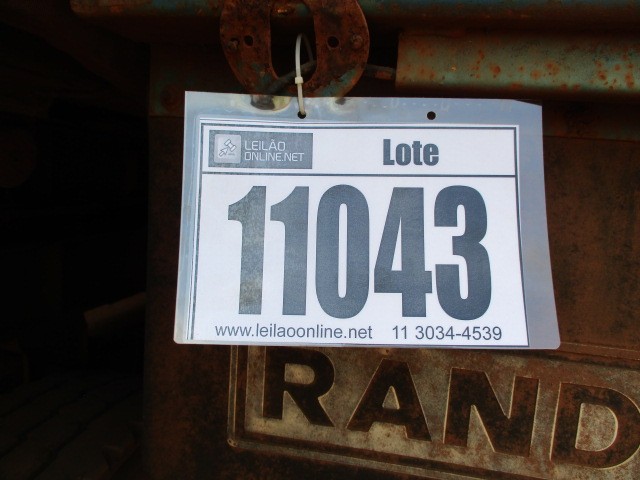 LEILÃO
ONLINE.NET
Lote
11043
www.leilaoonline.net 11 3034-4539
RAND